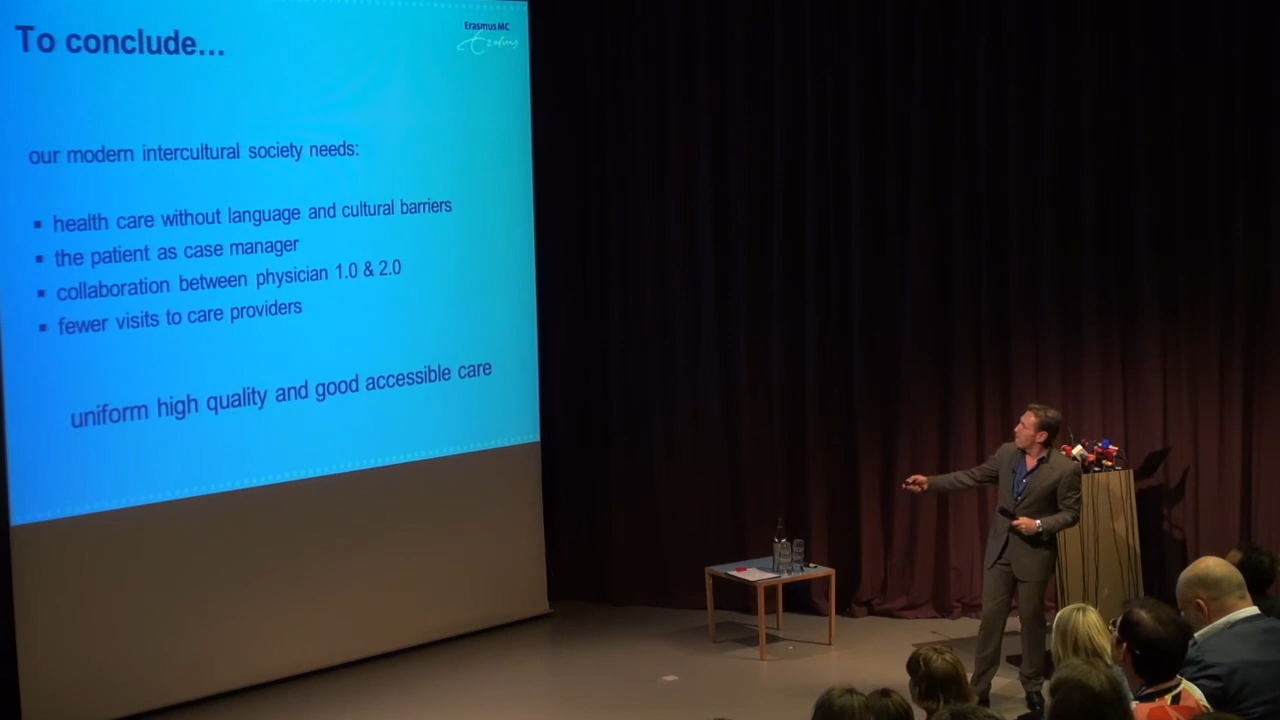 To conclude...
Erasmus MC
Erasmus
our modern intercultural society needs:
▪ health care without language and cultural barriers
▪ the patient as case manager
▪ collaboration between physician 1.0 & 2.0
▪ fewer visits to care providers
uniform high quality and good accessible care